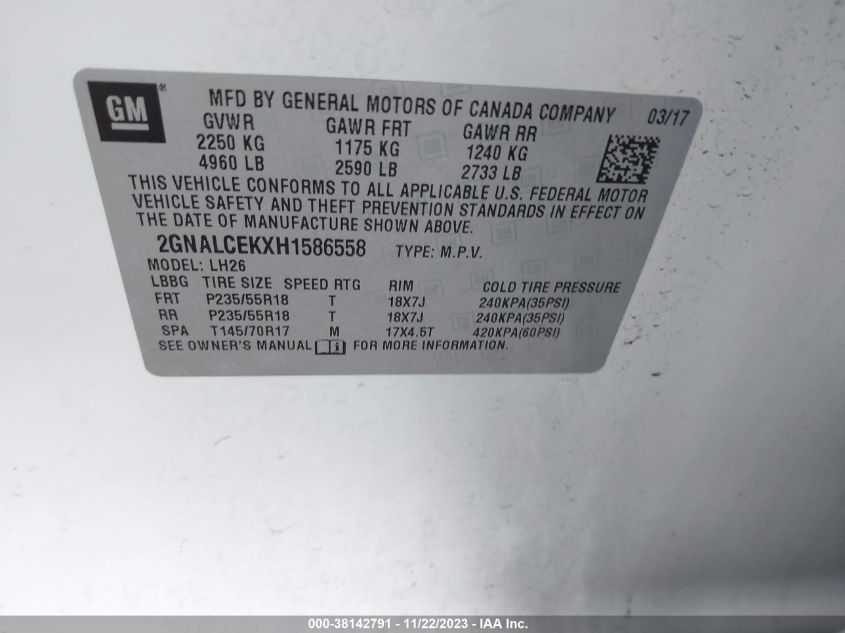 GM ® MFD BY GENERAL MOTORS OF CANADA COMPANY 03/17
GVWR GAWR FRT GAWR RR
2250 KG 1175 KG 1240 KG
4960 LB 2590 LB 2733 LB
THIS VEHICLE CONFORMS TO ALL APPLICABLE U.S. FEDERAL MOTOR
VEHICLE SAFETY AND THEFT PREVENTION STANDARDS IN EFFECT ON
THE DATE OF MANUFACTURE SHOWN ABOVE.
2GNALCEKXH1586558 TYPE: M.P.V.
MODEL: LH26
LBBG TIRE SIZE SPEED RTG RIM COLD TIRE PRESSURE
FRT P235/55R18 T 18X7J 240KPA(35PSI)
RR P235/55R18 T 18X7J 240KPA(35PSI)
SPA T145/70R17 M 17X4.5T 420KPA(60PSI)
SEE OWNER'S MANUAL i FOR MORE INFORMATION.
000-38142791 - 11/22/2023 - IAA Inc.